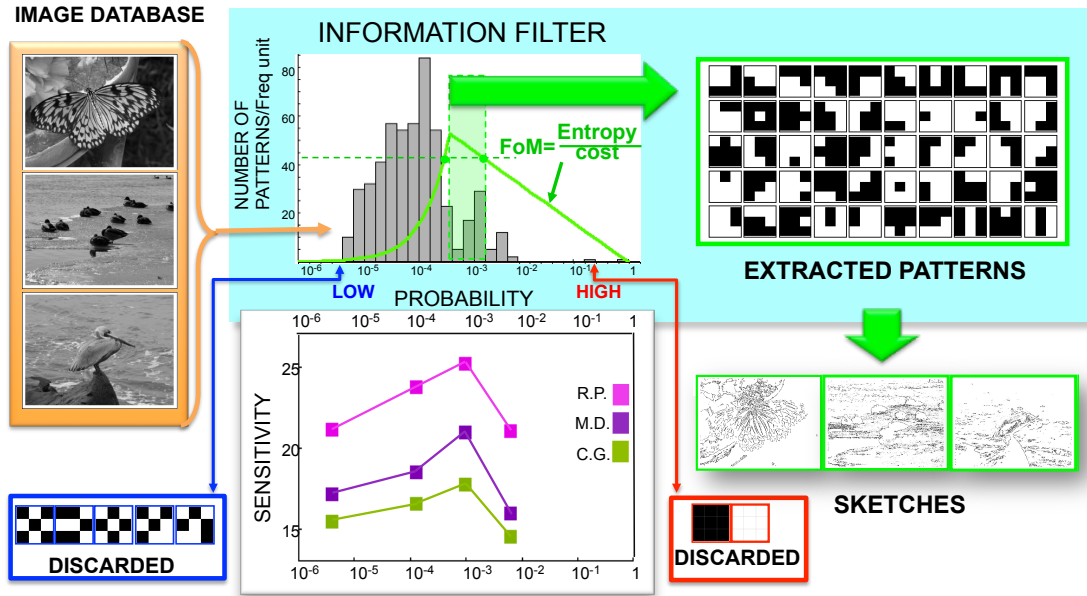 IMAGE DATABASE
INFORMATION FILTER
NUMBER OF
PATTERNS/Freq unit
80
60
40
20
FoM=
Entropy
cost
10-6 10-5 10-4 10-3 10-2 10-1 1
LOW
PROBABILITY
HIGH
EXTRACTED PATTERNS
10-6 10-5 10-4 10-3 10-2 10-1 1
SENSITIVITY
25
20
15
R.P.
M.D.
C.G.
10-6 10-5 10-4 10-3 10-2 10-1 1
DISCARDED
DISCARDED
SKETCHES